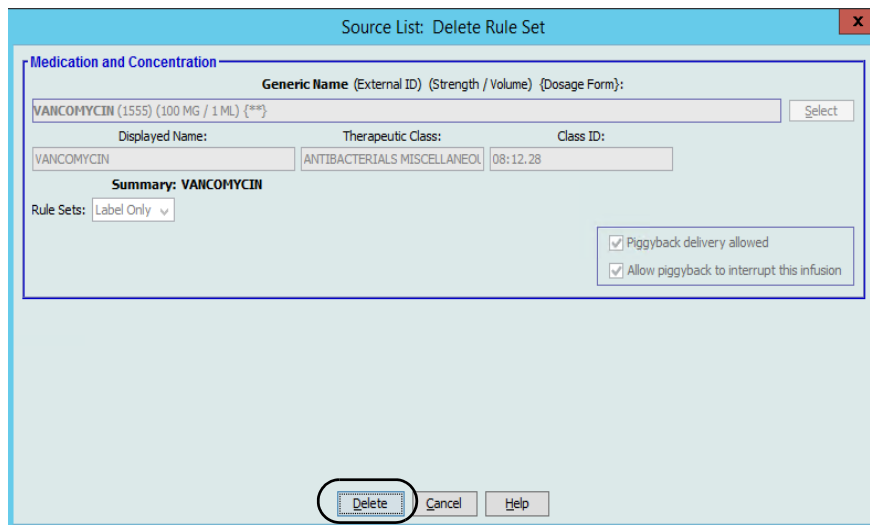 Source List: Delete Rule Set
x
Medication and Concentration
Generic Name (External ID) (Strength / Volume) {Dosage Form}:
VANCOMYCIN (1555) (100 MG / 1 ML) {**}
Select
Displayed Name: Therapeutic Class: Class ID:
VANCOMYCIN ANTIBACTERIALS MISCELLANEOU 08:12.28
Summary: VANCOMYCIN
Rule Sets: Label Only
Piggyback delivery allowed
Allow piggyback to interrupt this infusion
Delete Cancel Help